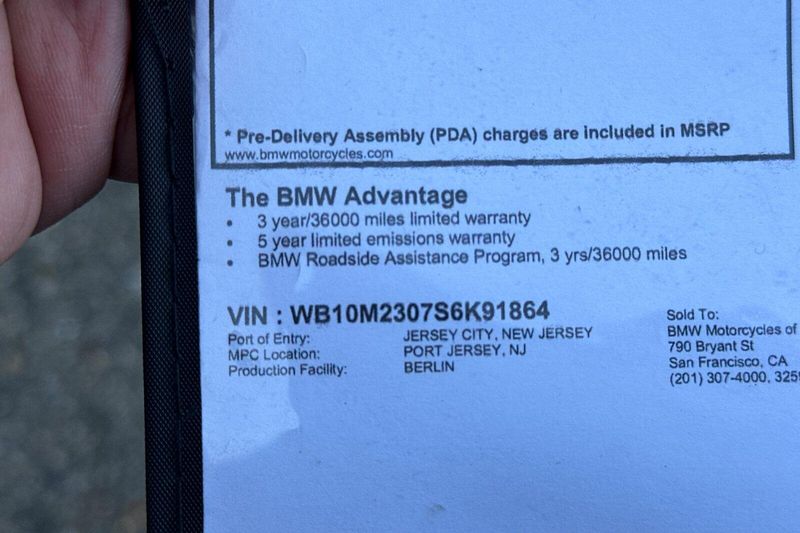 * Pre-Delivery Assembly (PDA) charges are included in MSRP
www.bmwmotorcycles.com
The BMW Advantage
• 3 year/36000 miles limited warranty
• 5 year limited emissions warranty
• BMW Roadside Assistance Program, 3 yrs/36000 miles
VIN : WB10M2307S6K91864
Port of Entry: JERSEY CITY, NEW JERSEY
MPC Location: PORT JERSEY, NJ
Production Facility: BERLIN
Sold To:
BMW Motorcycles of
790 Bryant St
San Francisco, CA
(201) 307-4000, 325